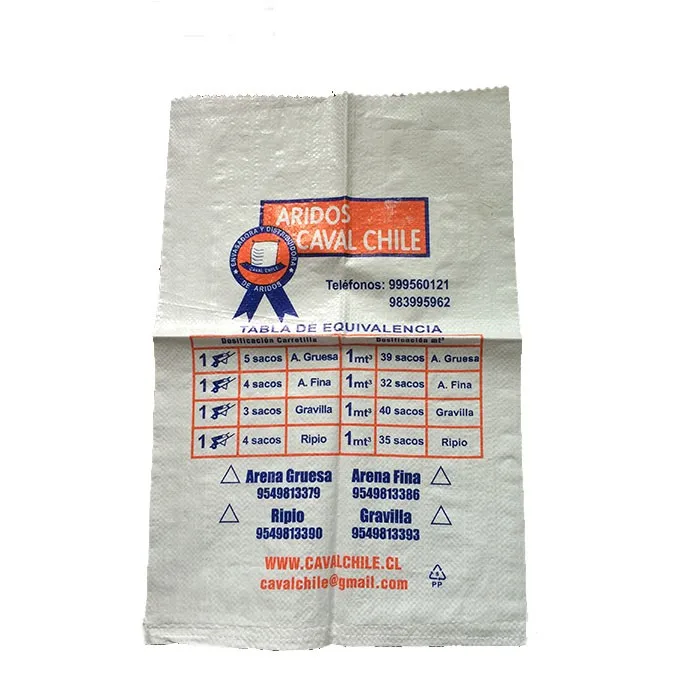 ARIDOS
CAVAL CHILE
ENVASADORA Y DISTRIBUIDORA
CAVAL CHILE
DE ARIDOS
Teléfonos: 999560121
983995962
TABLA DE EQUIVALENCIA
Dosificación Carretilla Dosificación mt³
1 5 sacos A. Gruesa 1mt³ 39 sacos A. Gruesa
1 4 sacos A. Fina 1mt³ 32 sacos A. Fina
1 3 sacos Gravilla 1mt³ 40 sacos Gravilla
1 4 sacos Ripio 1mt³ 35 sacos Ripio
Arena Gruesa Arena Fina
9549813379 9549813386
Ripio Gravilla
9549813390 9549813393
WWW.CAVALCHILE.CL
cavalchile@gmail.com
5
PP